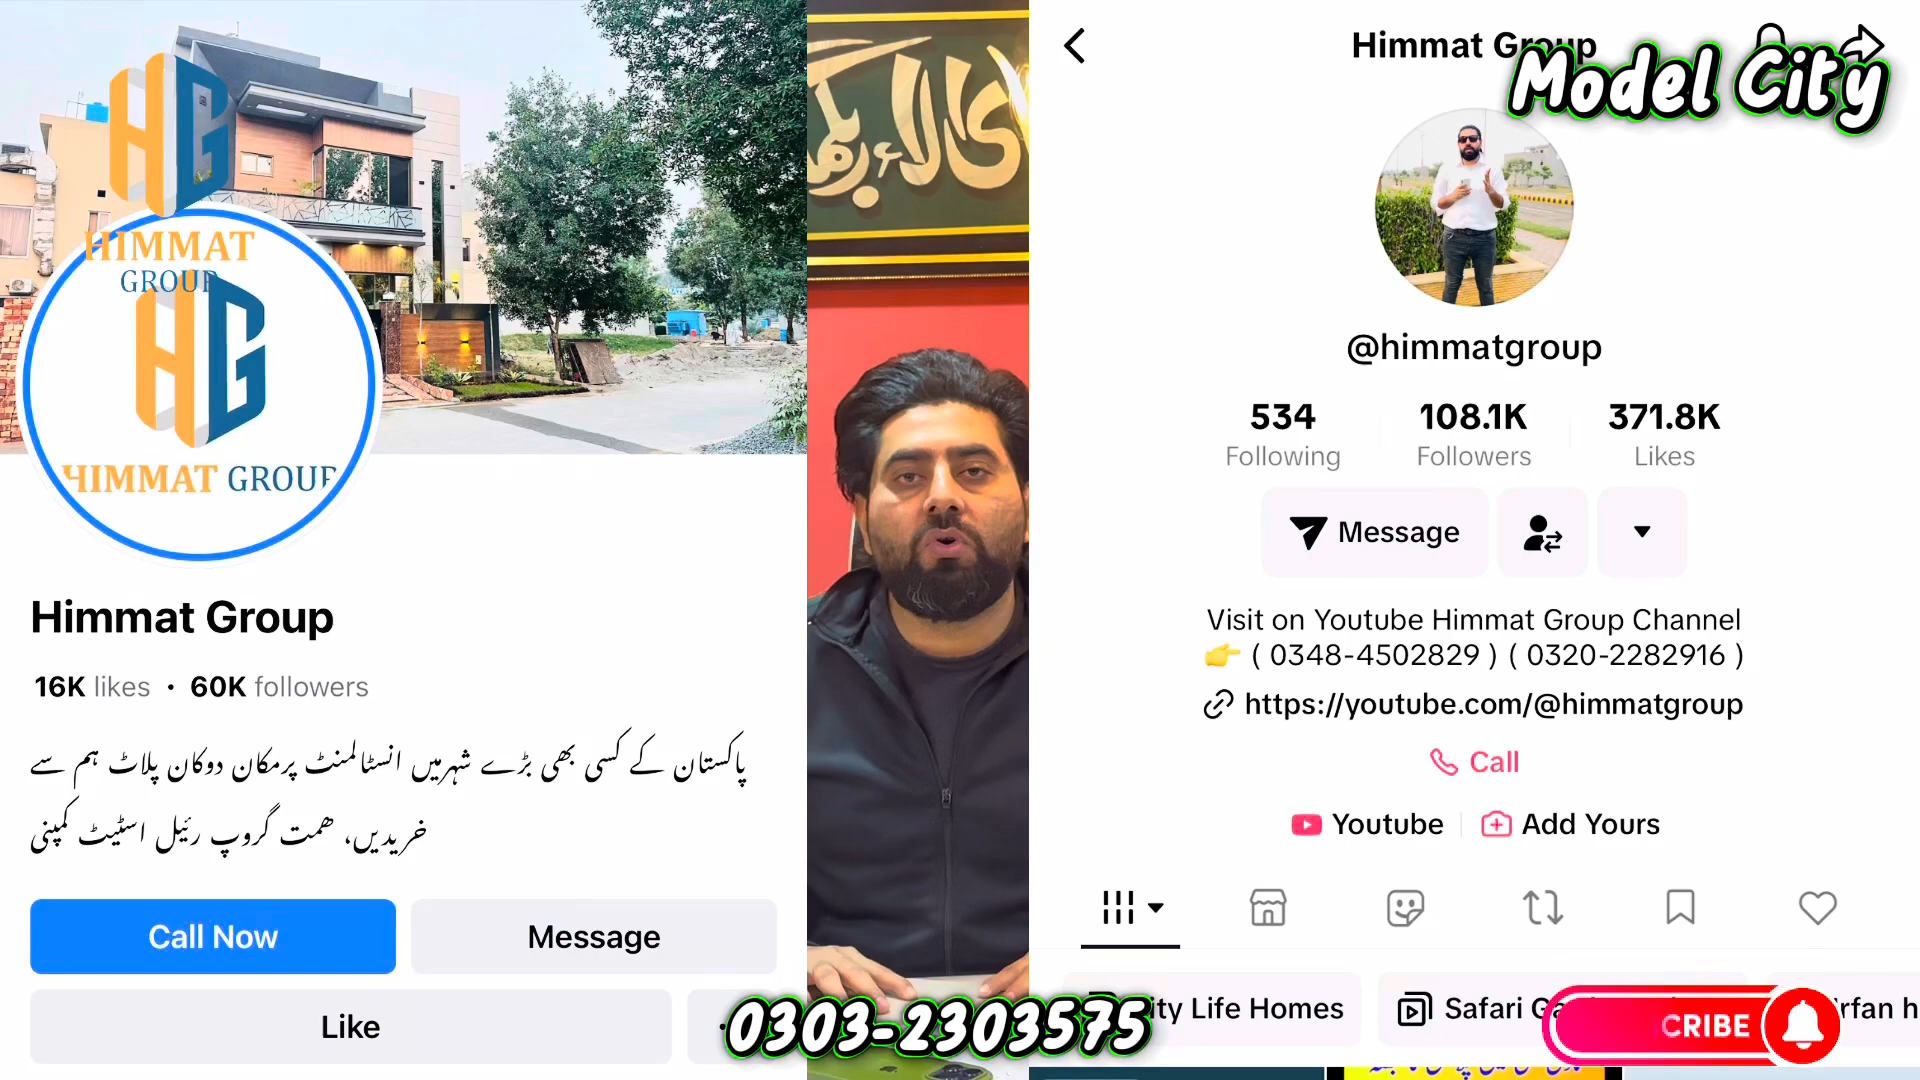 HIMMAT
GROUP
HIMMAT GROUP
Himmat Group
16K likes • 60K followers
پاکستان کے کسی بھی بڑے شہرمیں انسٹالمنٹ پرمکان دوکان پلاٹ ہم سے
خریدیں، ھمت گروپ رئیل اسٹیٹ کمپنی
Call Now
Message
Like
0303-2303575
Himmat Group
Model City
@himmatgroup
534
Following
108.1K
Followers
371.8K
Likes
Message
Visit on Youtube Himmat Group Channel
👉 ( 0348-4502829 ) ( 0320-2282916 )
https://youtube.com/@himmatgroup
Call
Youtube
Add Yours
City Life Homes
Safari
CRIBE